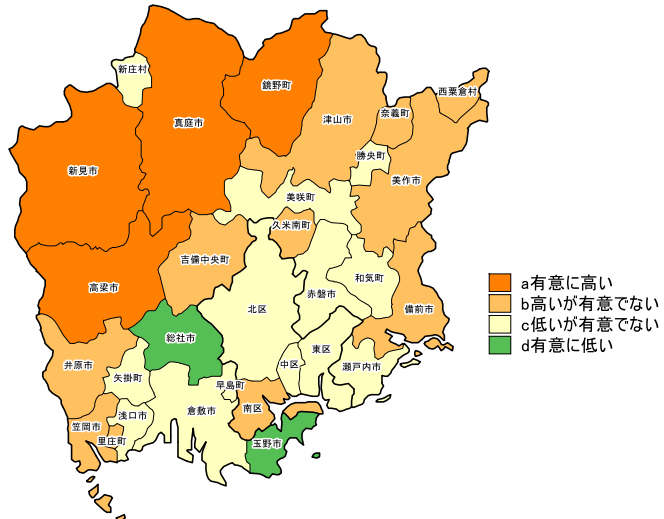 新庄村
鏡野町
西粟倉村
奈義町
津山市
真庭市
勝央町
新見市
美作市
美咲町
久米南町
吉備中央町
和気町
高梁市
赤磐市
北区
備前市
総社市
東区
中区
井原市
瀬戸内市
矢掛町
早島町
南区
浅口市
倉敷市
笠岡市
里庄町
玉野市
a有意に高い
b高いが有意でない
c低いが有意でない
d有意に低い